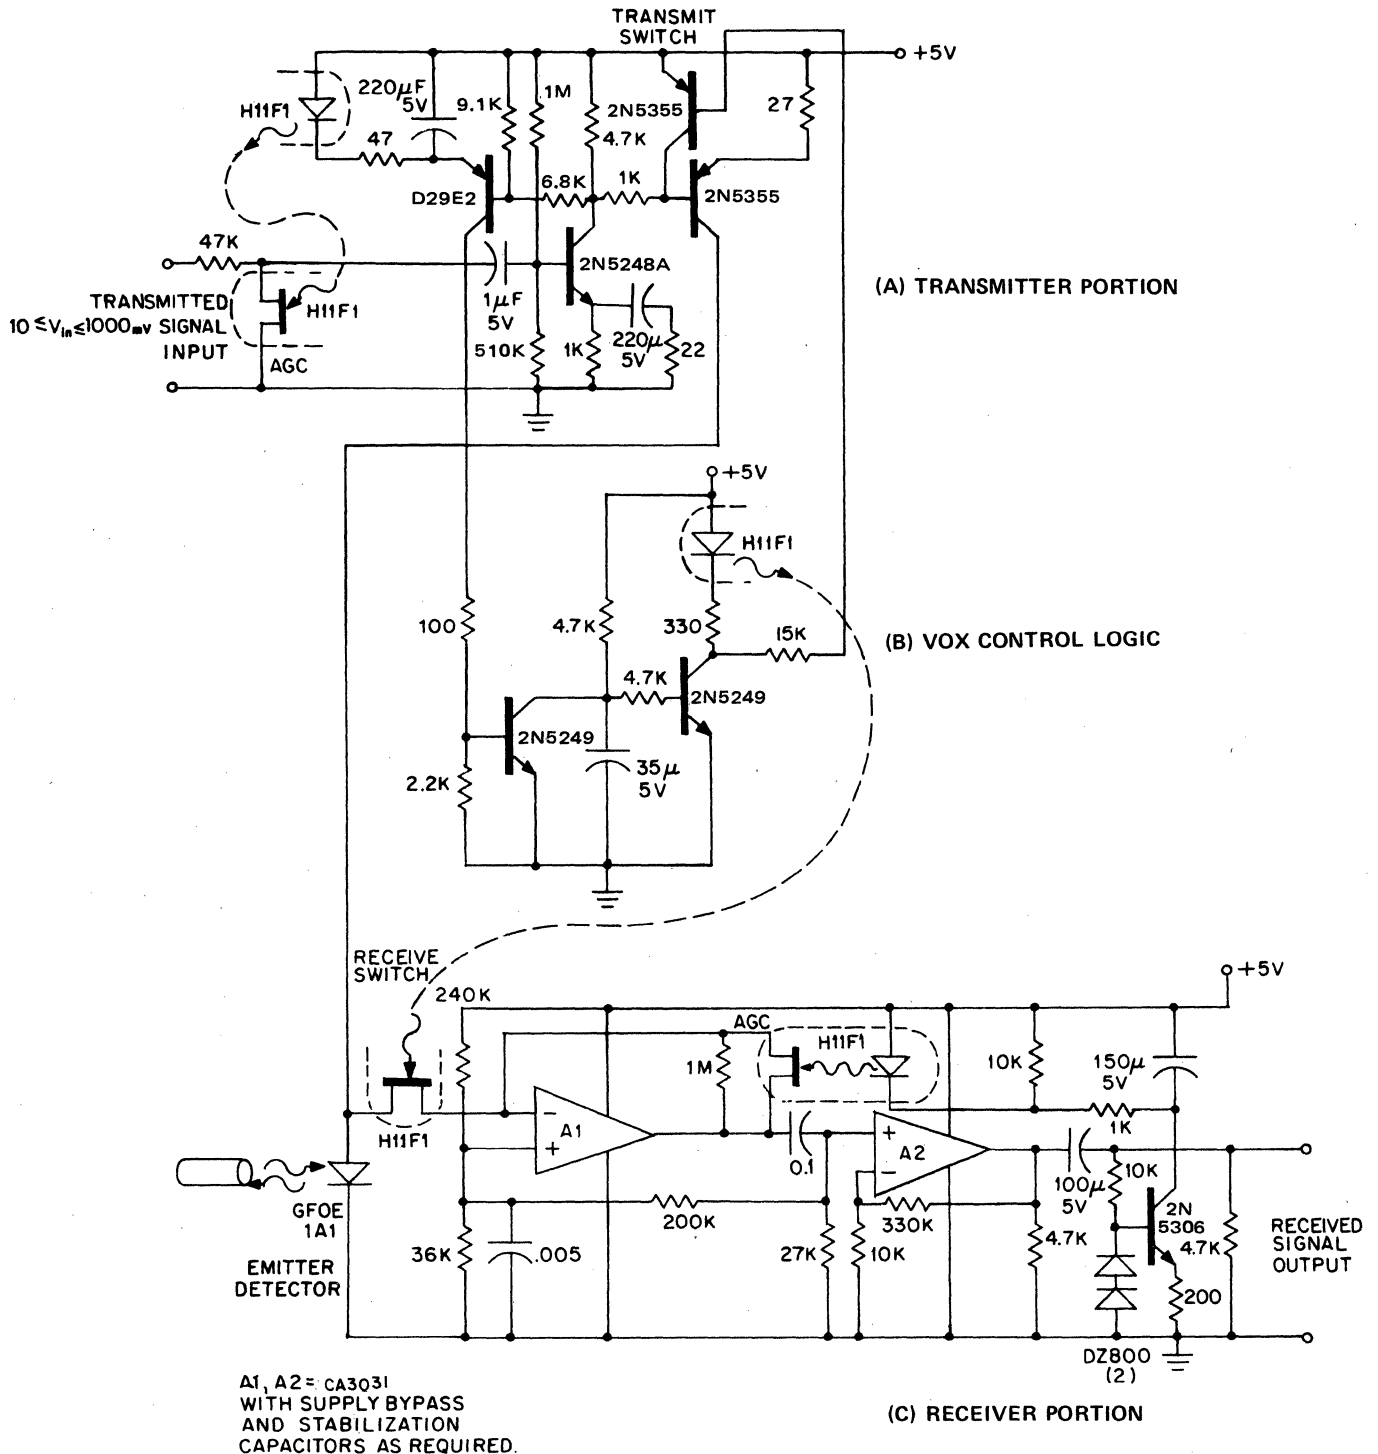 TRANSMIT
SWITCH
+5V
220µF
5V
9.1K
1M
2N5355
27
H11F1
4.7K
47
D29E2
6.8K
1K
2N5355
47K
2N5248A
(A) TRANSMITTER PORTION
TRANSMITTED
10 ≤ Vin ≤ 1000mv SIGNAL
INPUT
H11F1
1µF
5V
AGC
510K
1K
220µ
5V
22
+5V
H11F1
100
4.7K
330
15K
(B) VOX CONTROL LOGIC
4.7K
2N5249
2N5249
2.2K
35µ
5V
RECEIVE
SWITCH
240K
+5V
AGC
H11F1
1M
10K
150µ
5V
1K
H11F1
-
+
A1
0.1
+
-
A2
100µ
5V
10K
GFOE
1A1
200K
330K
2N
5306
36K
.005
27K
10K
4.7K
4.7K
RECEIVED
SIGNAL
OUTPUT
EMITTER
DETECTOR
200
DZ800
(2)
A1, A2 = CA3031
WITH SUPPLY BYPASS
AND STABILIZATION
CAPACITORS AS REQUIRED.
(C) RECEIVER PORTION